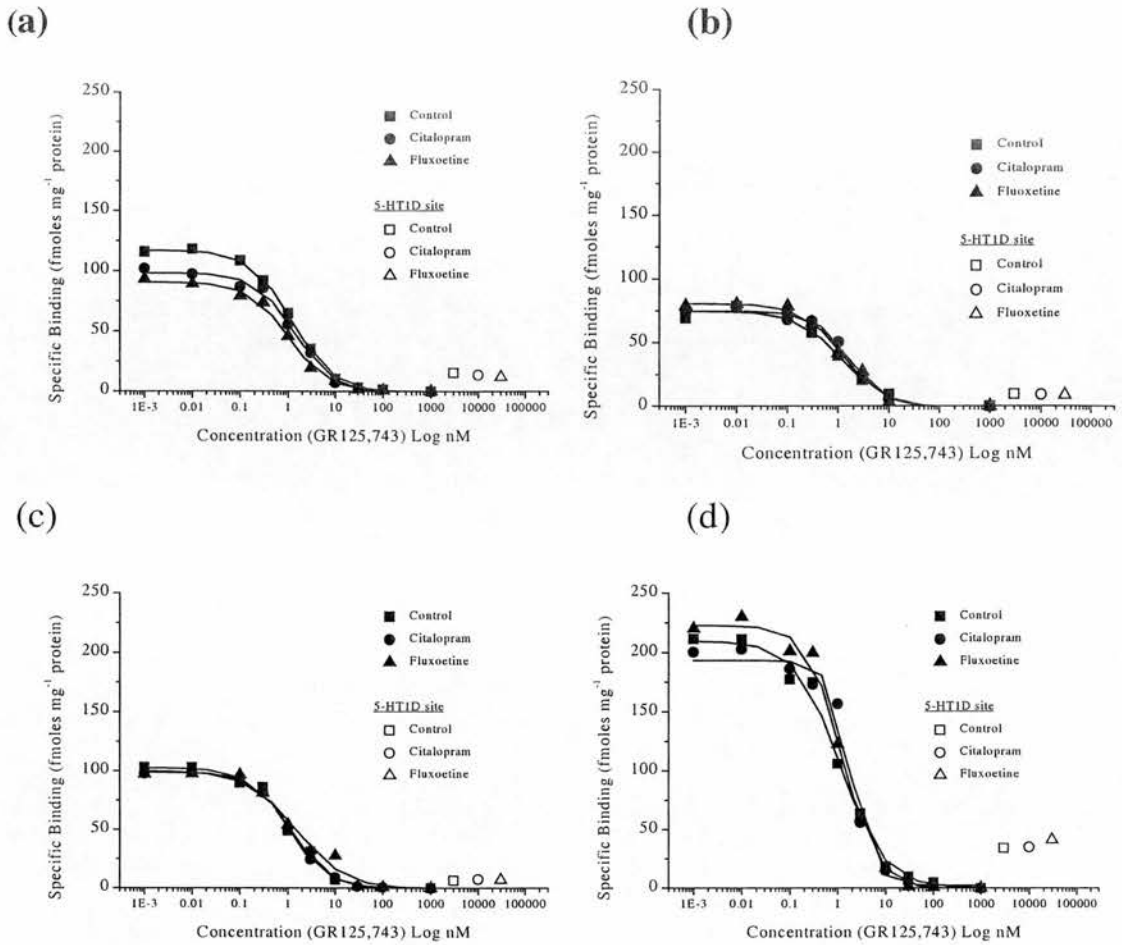 (a)
Specific Binding (fmoles mg⁻¹ protein)
250
200
150
100
50
0
1E-3 0.01 0.1 1 10 100 1000 10000 100000
Concentration (GR125,743) Log nM
Control
Citalopram
Fluxoetine
5-HT1D site
Control
Citalopram
Fluxoetine
(b)
Specific Binding (fmoles mg⁻¹ protein)
250
200
150
100
50
0
1E-3 0.01 0.1 1 10 100 1000 10000 100000
Concentration (GR125,743) Log nM
Control
Citalopram
Fluoxetine
5-HT1D site
Control
Citalopram
Fluoxetine
(c)
Specific Binding (fmoles mg⁻¹ protein)
250
200
150
100
50
0
1E-3 0.01 0.1 1 10 100 1000 10000 100000
Concentration (GR125,743) Log nM
Control
Citalopram
Fluxoetine
5-HT1D site
Control
Citalopram
Fluxoetine
(d)
Specific Binding (fmoles mg⁻¹ protein)
250
200
150
100
50
0
1E-3 0.01 0.1 1 10 100 1000 10000 100000
Concentration (GR125,743) Log nM
Control
Citalopram
Fluxoetine
5-HT1D site
Control
Citalopram
Fluxoetine